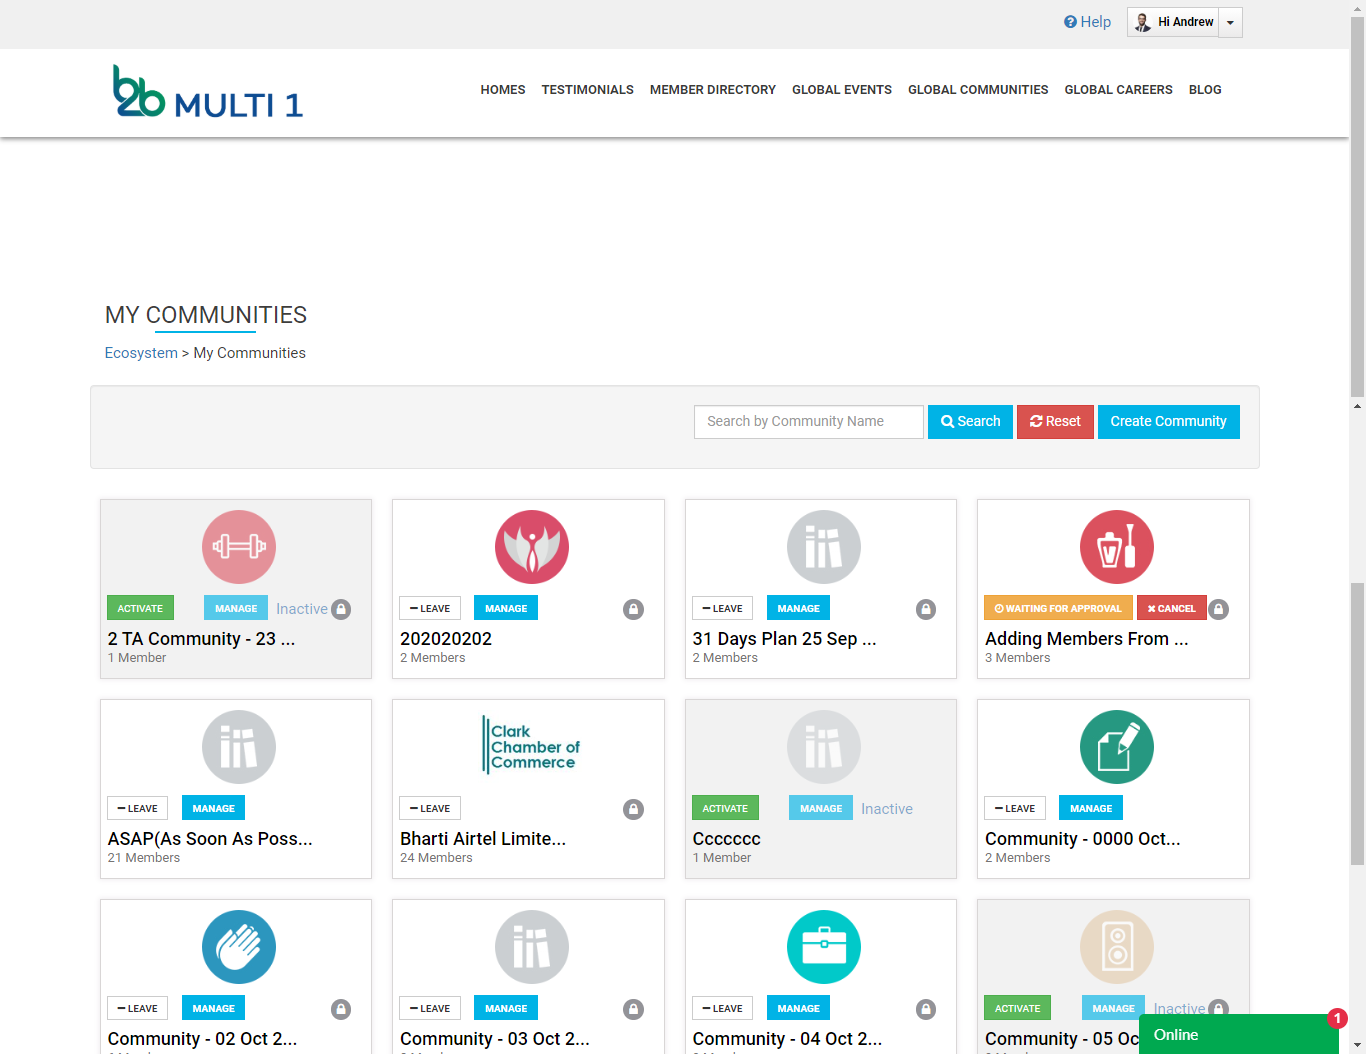 Help
Hi Andrew
b2b MULTI 1
HOMES TESTIMONIALS MEMBER DIRECTORY GLOBAL EVENTS GLOBAL COMMUNITIES GLOBAL CAREERS BLOG
MY COMMUNITIES
Ecosystem > My Communities
Search by Community Name Search Reset Create Community
ACTIVATE MANAGE Inactive
2 TA Community - 23 ...
1 Member
LEAVE MANAGE
202020202
2 Members
LEAVE MANAGE
31 Days Plan 25 Sep ...
2 Members
WAITING FOR APPROVAL CANCEL
Adding Members From ...
3 Members
LEAVE MANAGE
ASAP(As Soon As Poss...
21 Members
Clark
Chamber of
Commerce
LEAVE
Bharti Airtel Limite...
24 Members
ACTIVATE MANAGE Inactive
Ccccccc
1 Member
LEAVE MANAGE
Community - 0000 Oct...
2 Members
LEAVE MANAGE
Community - 02 Oct 2...
LEAVE MANAGE
Community - 03 Oct 2...
LEAVE MANAGE
Community - 04 Oct 2...
ACTIVATE MANAGE Inactive
Community - 05 Oc
1
Online